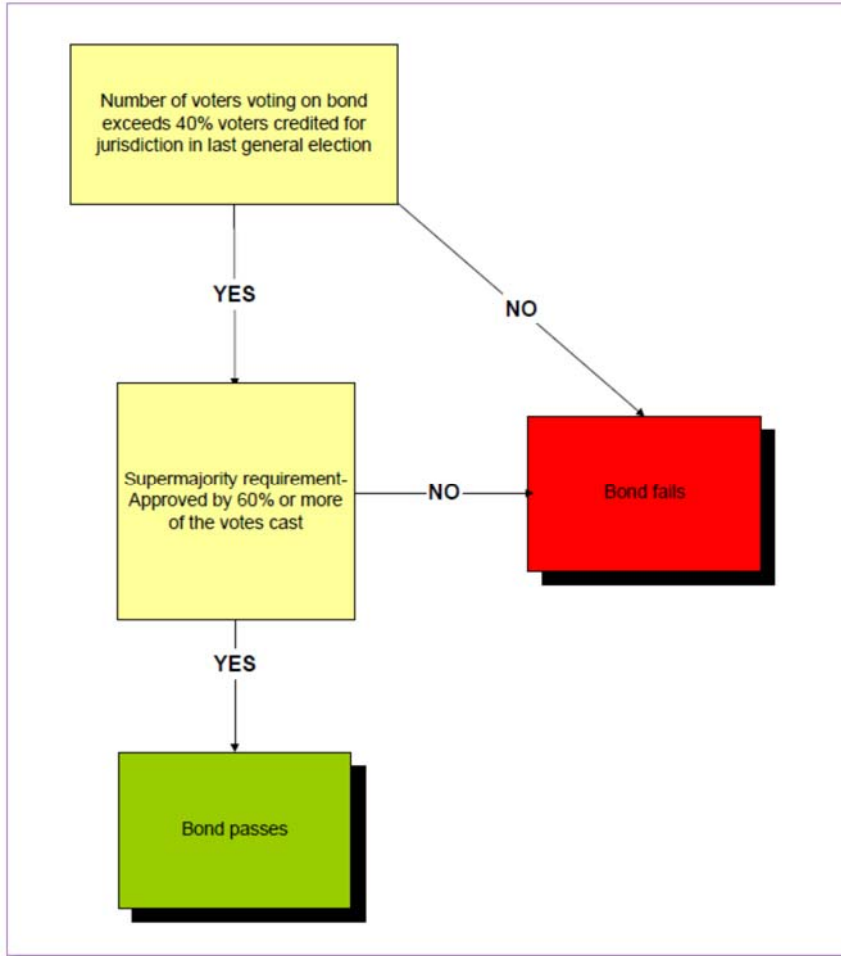 Number of voters voting on bond
exceeds 40% voters credited for
jurisdiction in last general election
YES
NO
Supermajority requirement-
Approved by 60% or more
of the votes cast
NO
Bond fails
YES
Bond passes